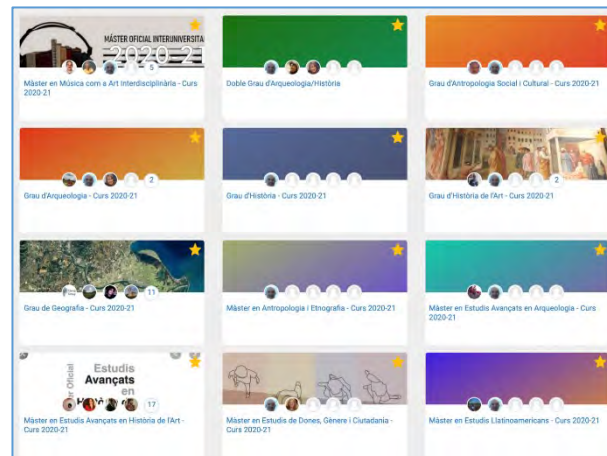 MÀSTER OFICIAL INTERUNIVERSITA
2020-21
5
Màster en Música com a Art Interdisciplinària - Curs
2020-21
Doble Grau d'Arqueologia/Història
Grau d'Antropologia Social i Cultural - Curs 2020-21
2
Grau d'Arqueologia - Curs 2020-21
Grau d'Història - Curs 2020-21
2
Grau d'Història de l'Art - Curs 2020-21
11
Grau de Geografia - Curs 2020-21
Màster en Antropologia i Etnografia - Curs 2020-21
Màster en Estudis Avançats en Arqueologia - Curs
2020-21
Oficial
Estudis
Avançats
en
17
Màster en Estudis Avançats en Història de l'Art -
Curs 2020-21
Màster en Estudis de Dones, Gènere i Ciutadania -
Curs 2020-21
Màster en Estudis Llatinoamericans - Curs 2020-21